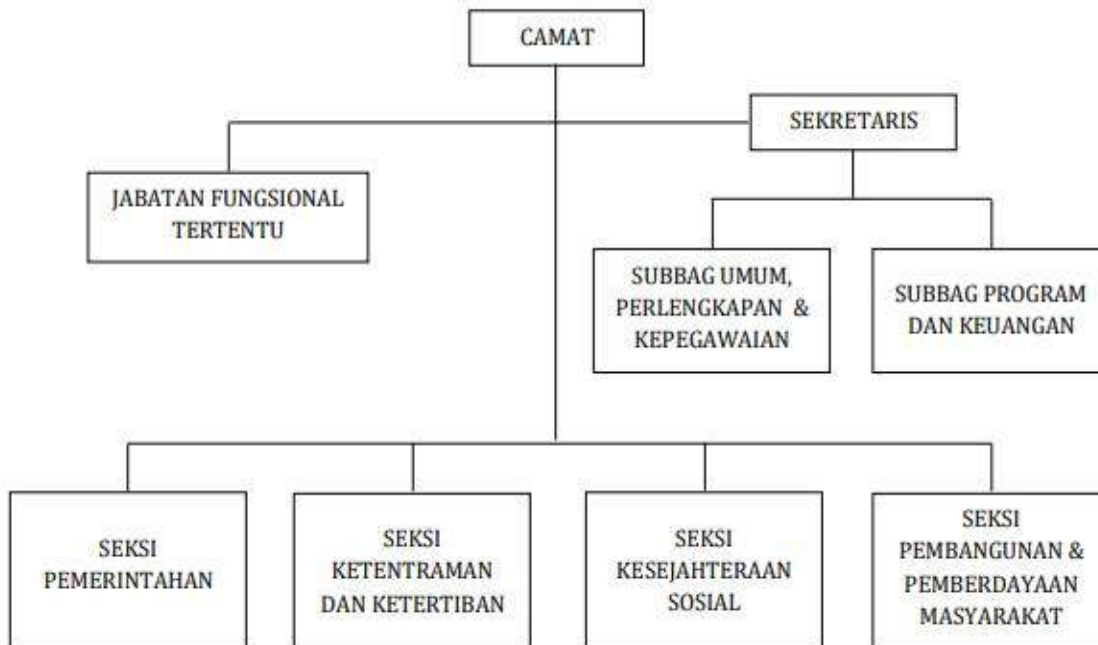 CAMAT
SEKRETARIS
JABATAN FUNGSIONAL
TERTENTU
SUBBAG UMUM,
PERLENGKAPAN &
KEPEGAWAIAN
SUBBAG PROGRAM
DAN KEUANGAN
SEKSI
PEMERINTAHAN
SEKSI
KETENTRAMAN
DAN KETERTIBAN
SEKSI
KESEJAHTERAAN
SOSIAL
SEKSI
PEMBANGUNAN &
PEMBERDAYAAN
MASYARAKAT